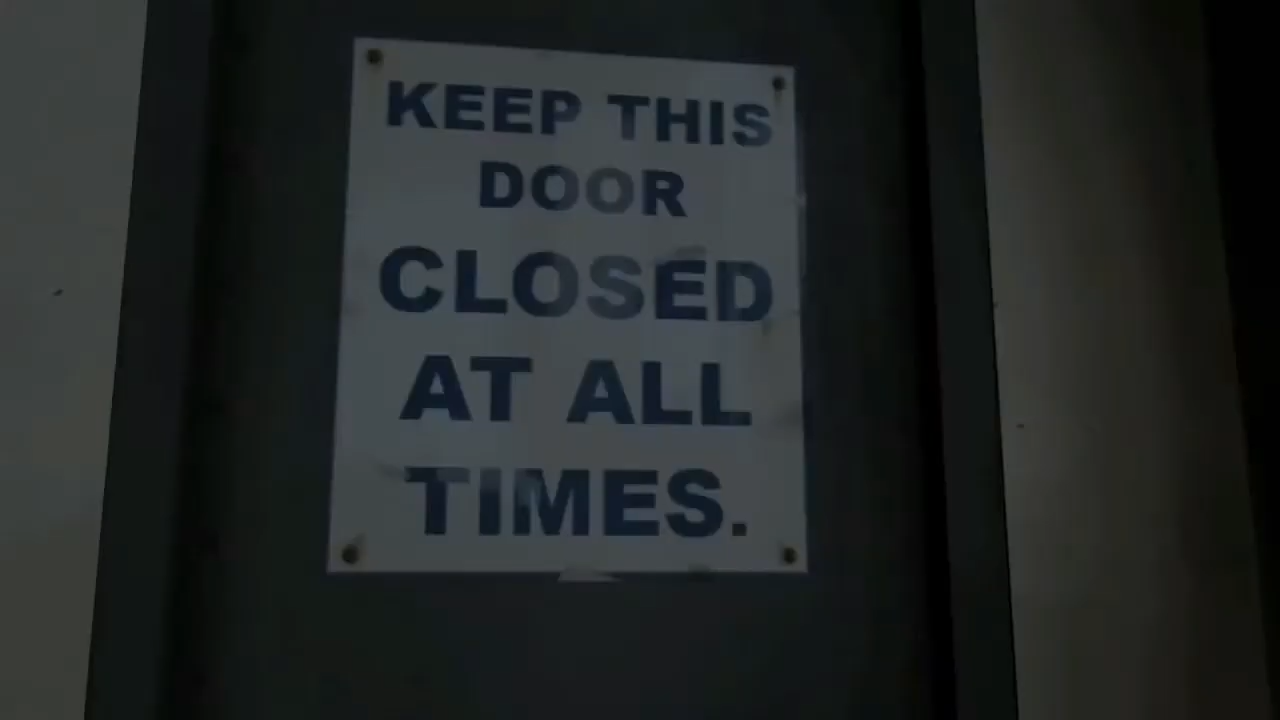 KEEP THIS
DOOR
CLOSED
AT ALL
TIMES.